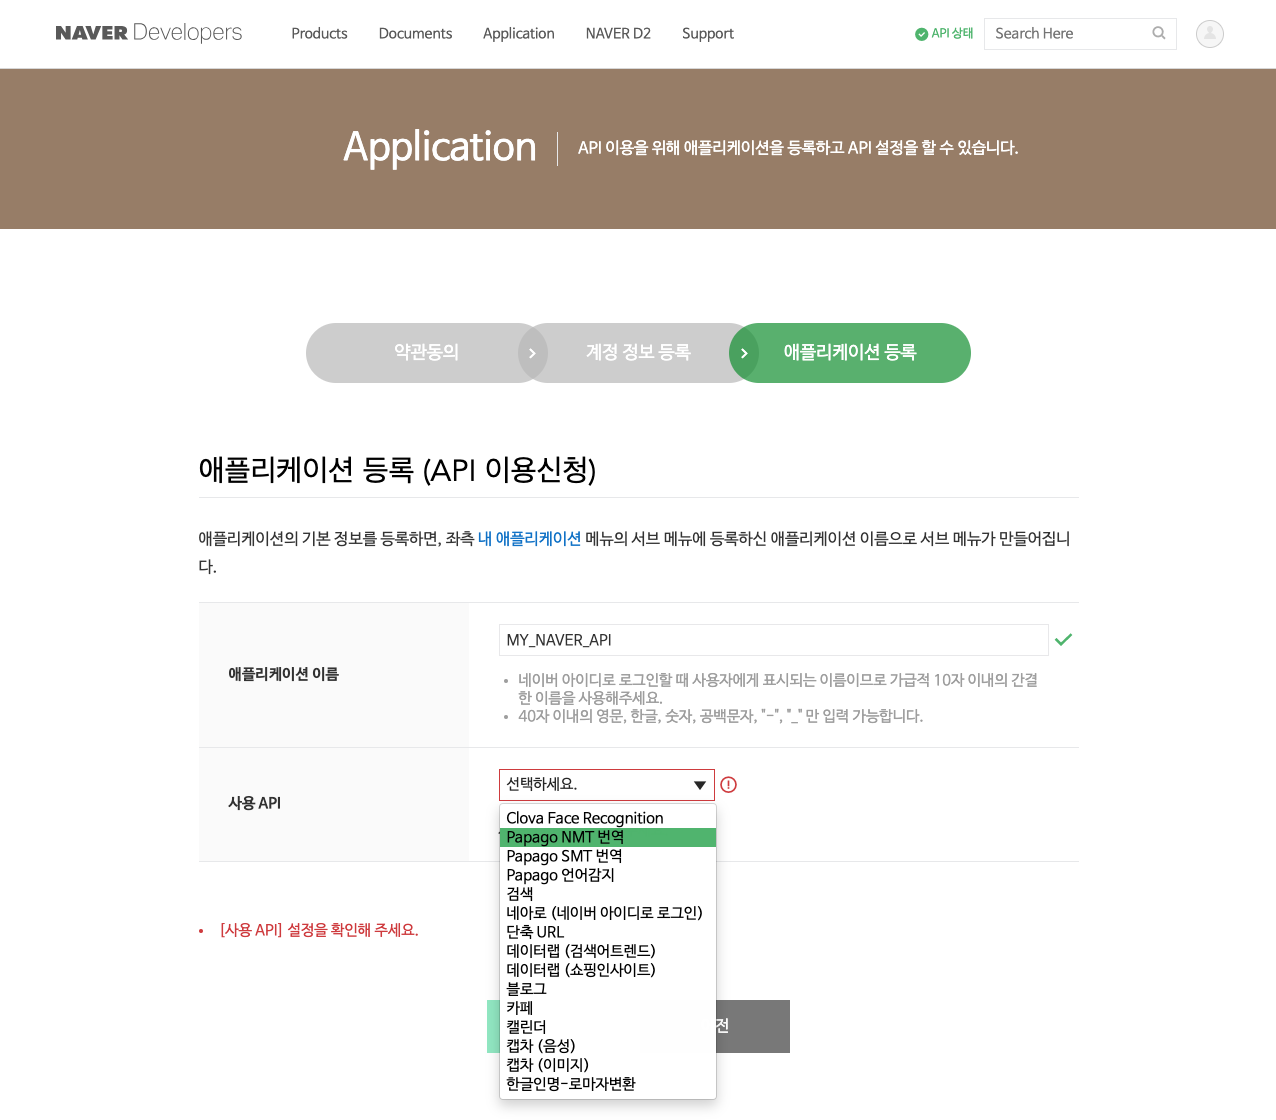 NAVER Developers
Products
Documents
Application
NAVER D2
Support
API 상태
Search Here
Application
API 이용을 위해 애플리케이션을 등록하고 API 설정을 할 수 있습니다.
약관동의
계정 정보 등록
애플리케이션 등록
애플리케이션 등록 (API 이용신청)
애플리케이션의 기본 정보를 등록하면, 좌측 내 애플리케이션 메뉴의 서브 메뉴에 등록하신 애플리케이션 이름으로 서브 메뉴가 만들어집니
다.
애플리케이션 이름
MY_NAVER_API
네이버 아이디로 로그인할 때 사용자에게 표시되는 이름이므로 가급적 10자 이내의 간결
한 이름을 사용해주세요.
40자 이내의 영문, 한글, 숫자, 공백문자, "-", "_" 만 입력 가능합니다.
사용 API
선택하세요.
Clova Face Recognition
Papago NMT 번역
Papago SMT 번역
Papago 언어감지
검색
네아로 (네이버 아이디로 로그인)
단축 URL
데이터랩 (검색어트렌드)
데이터랩 (쇼핑인사이트)
블로그
카페
캘린더
캡차 (음성)
캡차 (이미지)
한글인명-로마자변환
[사용 API] 설정을 확인해 주세요.
전